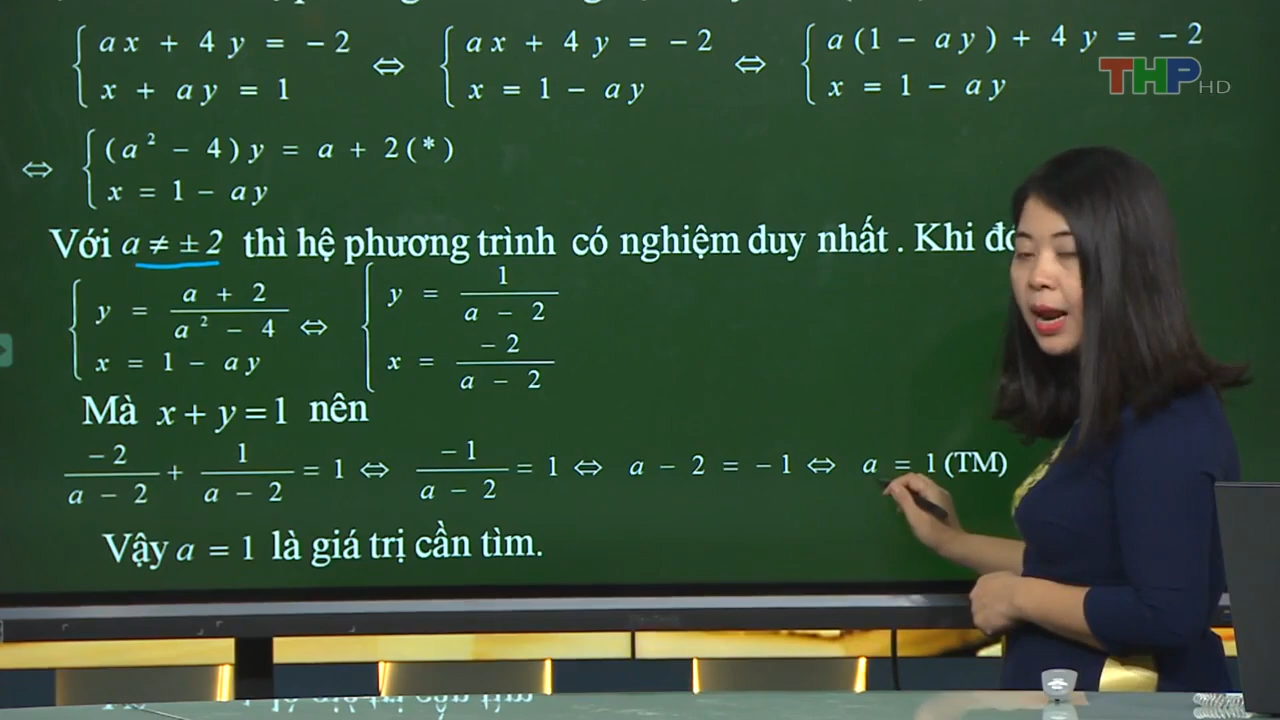 { ax + 4y = -2 ⇔ { ax + 4y = -2 ⇔ { a(1 - ay) + 4y = -2
{ x + ay = 1 { x = 1 - ay { x = 1 - ay
THP HD
⇔ { (a² - 4)y = a + 2(*)
{ x = 1 - ay
Với a ≠ ±2 thì hệ phương trình có nghiệm duy nhất . Khi
{ y = (a + 2)/(a² - 4) ⇔ { y = 1/(a - 2)
{ x = 1 - ay { x = -2/(a - 2)
Mà x + y = 1 nên
-2/(a - 2) + 1/(a - 2) = 1 ⇔ -1/(a - 2) = 1 ⇔ a - 2 = -1 ⇔ a = 1 (TM)
Vậy a = 1 là giá trị cần tìm.